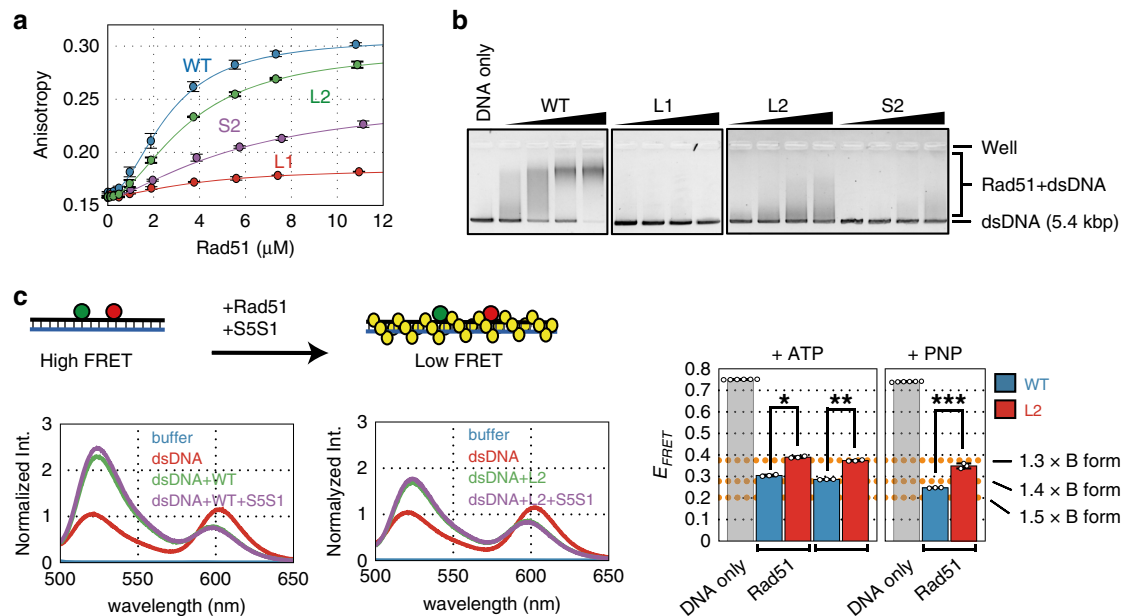 a
Anisotropy
0.30
0.25
0.20
0.15
0 2 4 6 8 10 12
Rad51 (μM)
WT
L2
S2
L1
b
DNA only
WT
L1
L2
S2
Well
Rad51+dsDNA
dsDNA (5.4 kbp)
c
+Rad51
+S5S1
High FRET
Low FRET
Normalized Int.
3
2
1
0
500 550 600 650
wavelength (nm)
buffer
dsDNA
dsDNA+WT
dsDNA+WT+S5S1
Normalyzed Int.
3
2
1
0
500 550 600 650
wavelength (nm)
buffer
dsDNA
dsDNA+L2
dsDNA+L2+S5S1
+ ATP
+ PNP
E_FRET
0.8
0.7
0.6
0.5
0.4
0.3
0.2
0.1
0
*
**
***
WT
L2
1.3 × B form
1.4 × B form
1.5 × B form
DNA only
Rad51
DNA only
Rad51